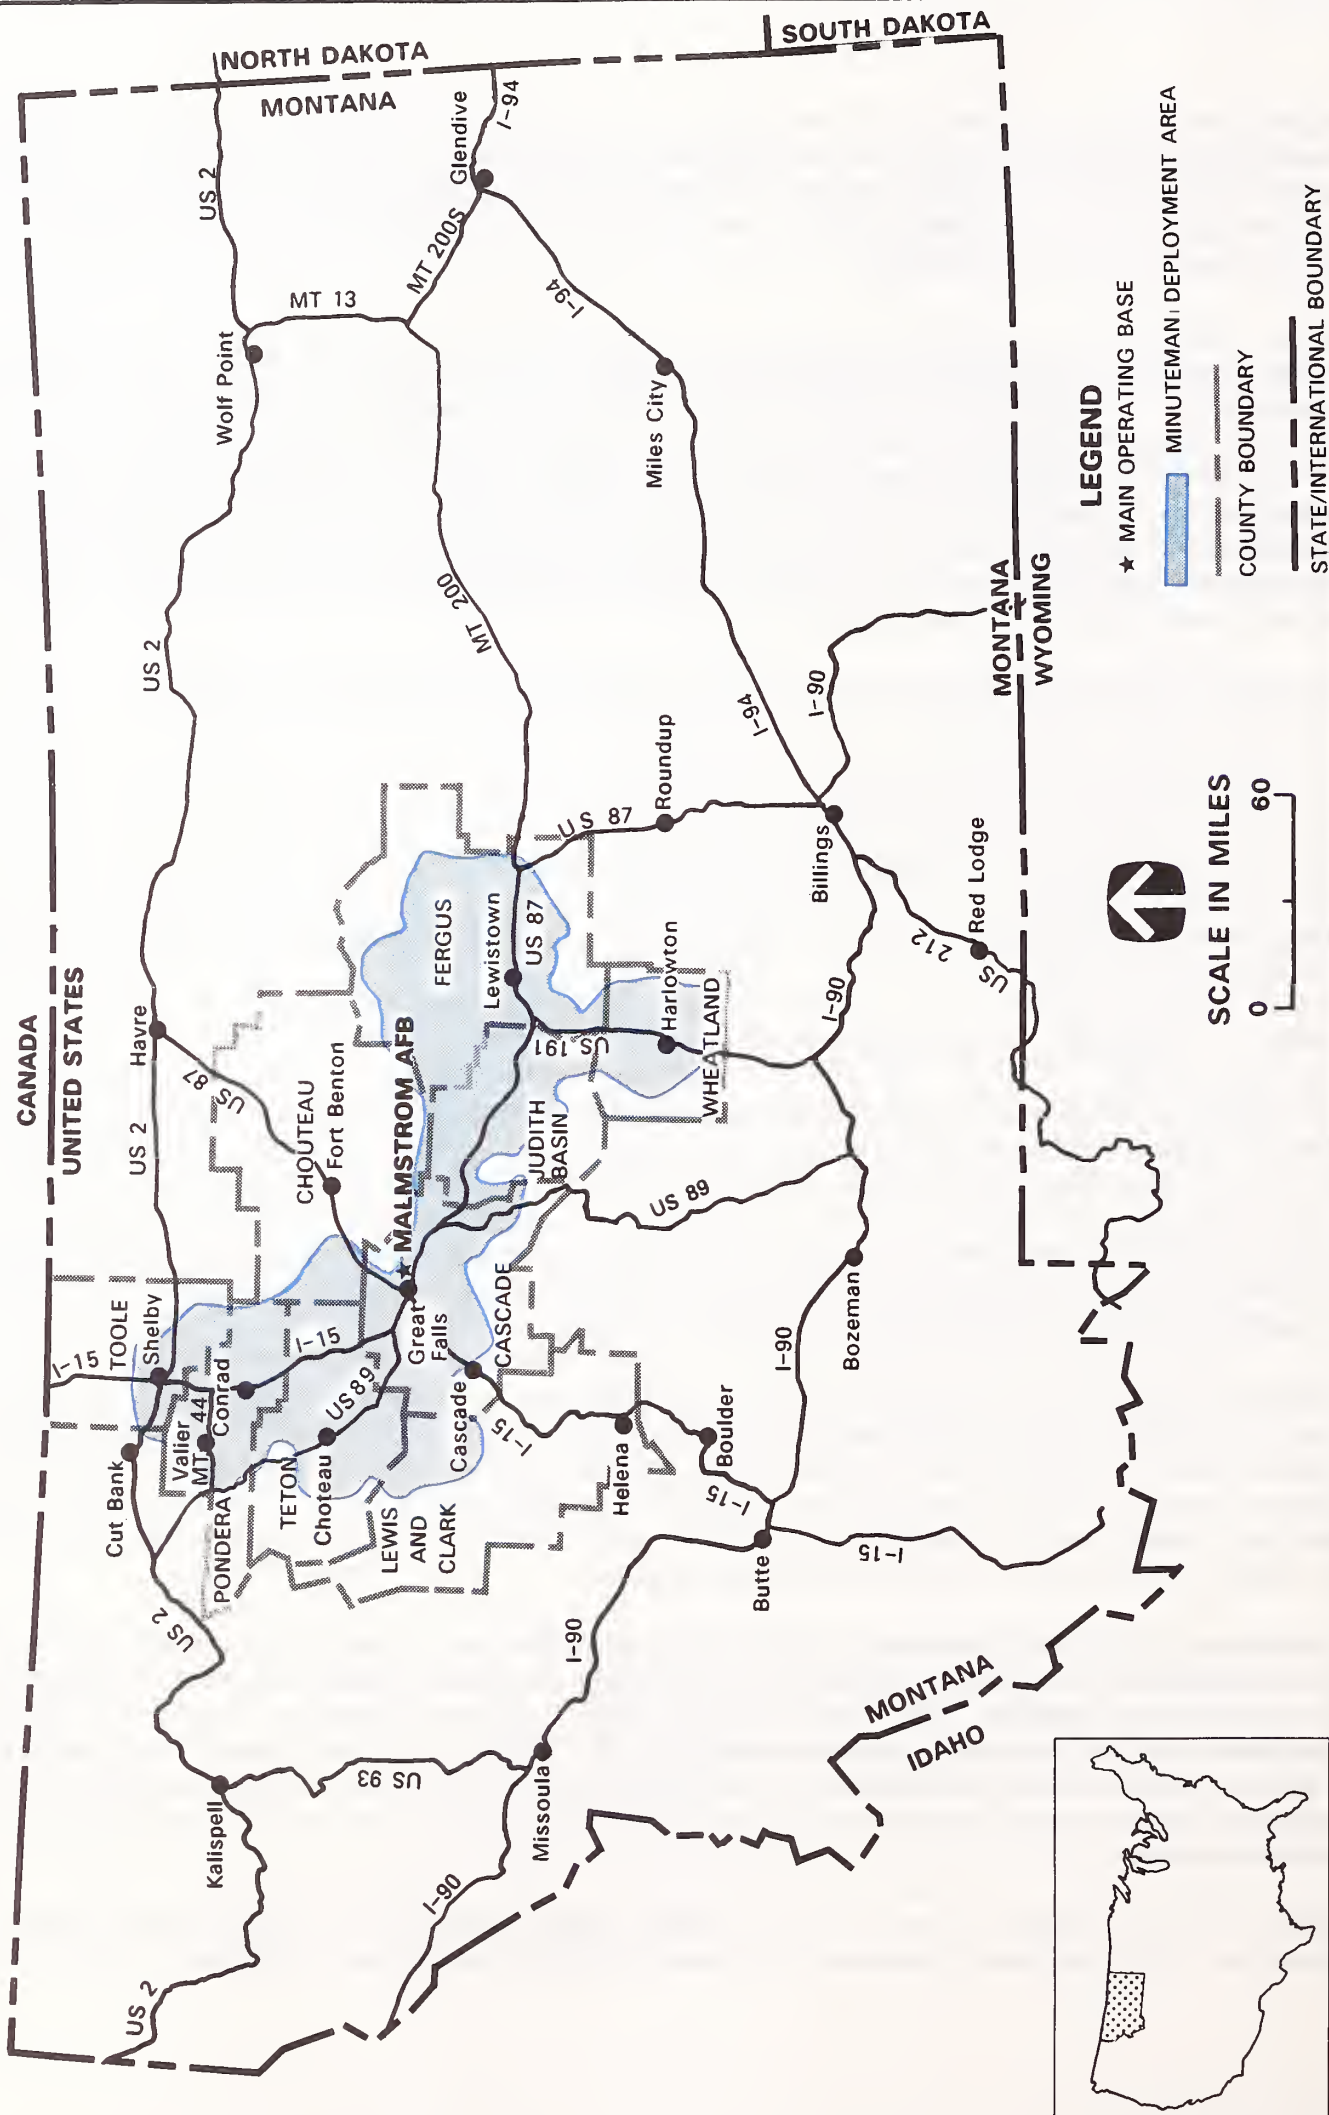 CANADA
UNITED STATES
NORTH DAKOTA
MONTANA
SOUTH DAKOTA
US 2
US 2
US 2
US 2
US 2
I-15
TOOLE
Shelby
Cut Bank
Valier
MT 44
Conrad
PONDERA
TETON
Choteau
US 89
I-15
LEWIS
AND
CLARK
Havre
US 87
CHOUTEAU
Fort Benton
★ MALMSTROM AFB
Great
Falls
CASCADE
Cascade
I-15
Helena
Boulder
I-15
Butte
I-15
Kalispell
US 93
Missoula
I-90
I-90
I-90
Bozeman
US 89
JUDITH
BASIN
FERGUS
Lewistown
US 87
US 191
Harlowton
WHEATLAND
I-90
US 87
Roundup
Billings
US 212
Red Lodge
I-90
I-94
Miles City
I-94
MT 200
MT 200S
MT 13
Wolf Point
Glendive
I-94
MONTANA
WYOMING
MONTANA
IDAHO
SCALE IN MILES
0 60
LEGEND
★ MAIN OPERATING BASE
MINUTEMAN DEPLOYMENT AREA
COUNTY BOUNDARY
STATE/INTERNATIONAL BOUNDARY